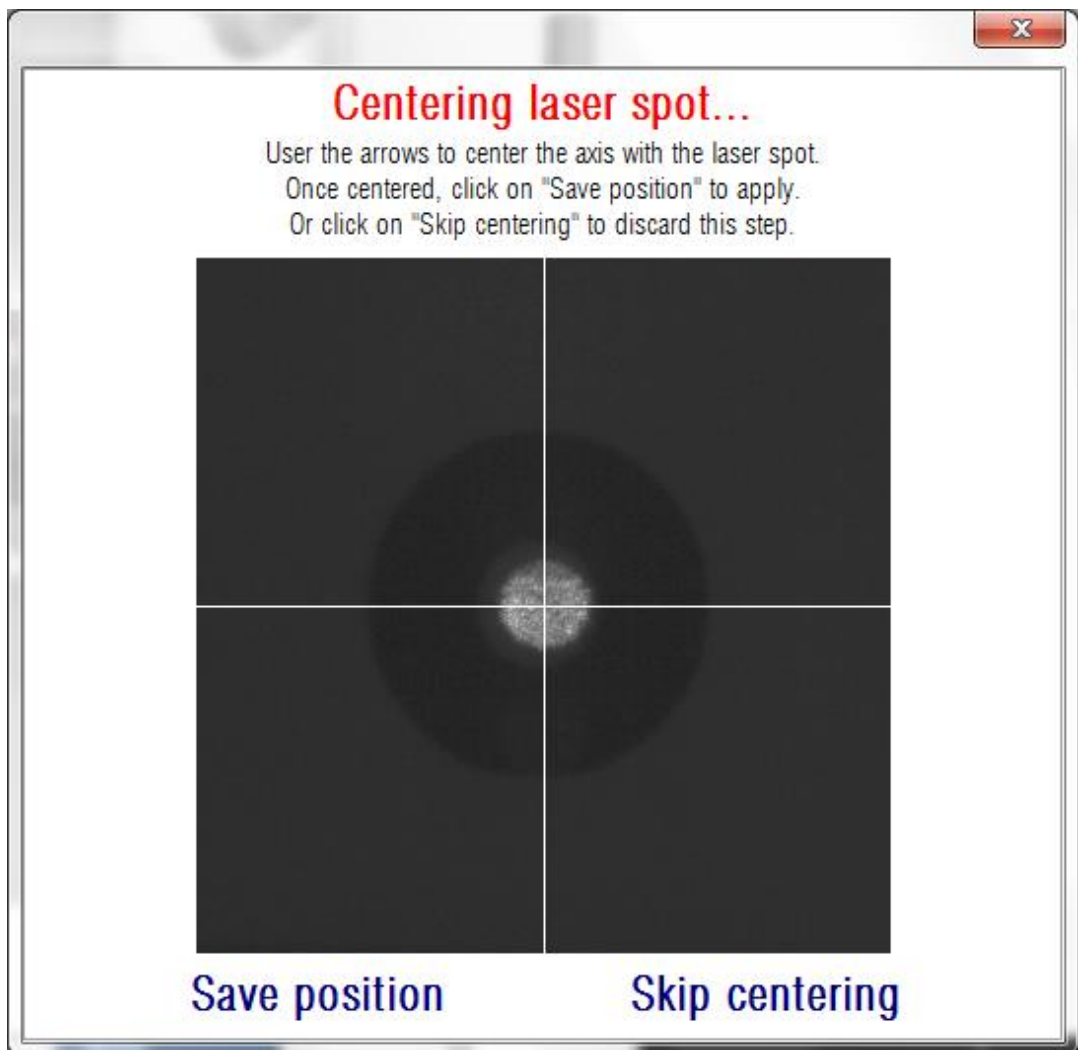 Centering laser spot...
User the arrows to center the axis with the laser spot.
Once centered, click on "Save position" to apply.
Or click on "Skip centering" to discard this step.
Save position
Skip centering